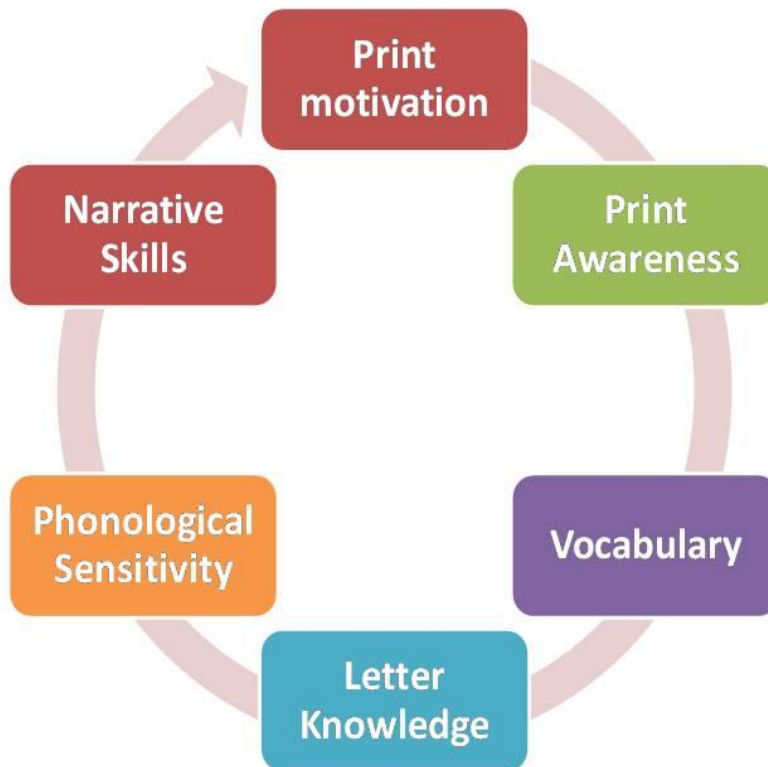 Print
motivation
Print
Awareness
Vocabulary
Letter
Knowledge
Phonological
Sensitivity
Narrative
Skills